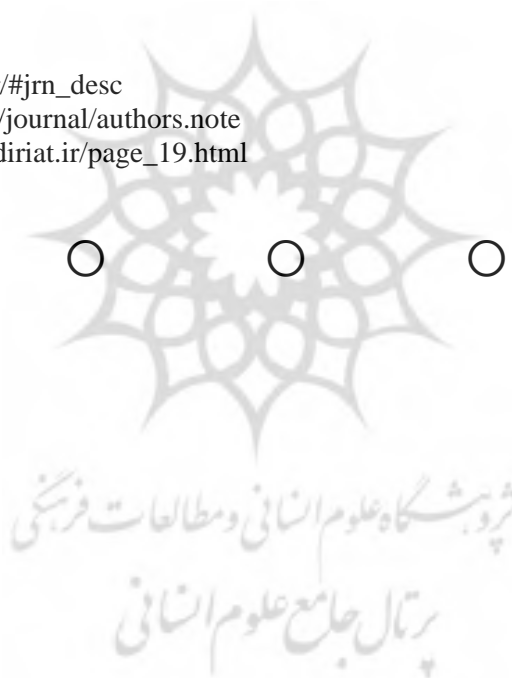 /#jrn_desc
/journal/authors.note
diriat.ir/page_19.html
پژوهشگاه علوم انسانی و مطالعات فرهنگی
پرتال جامع علوم انسانی